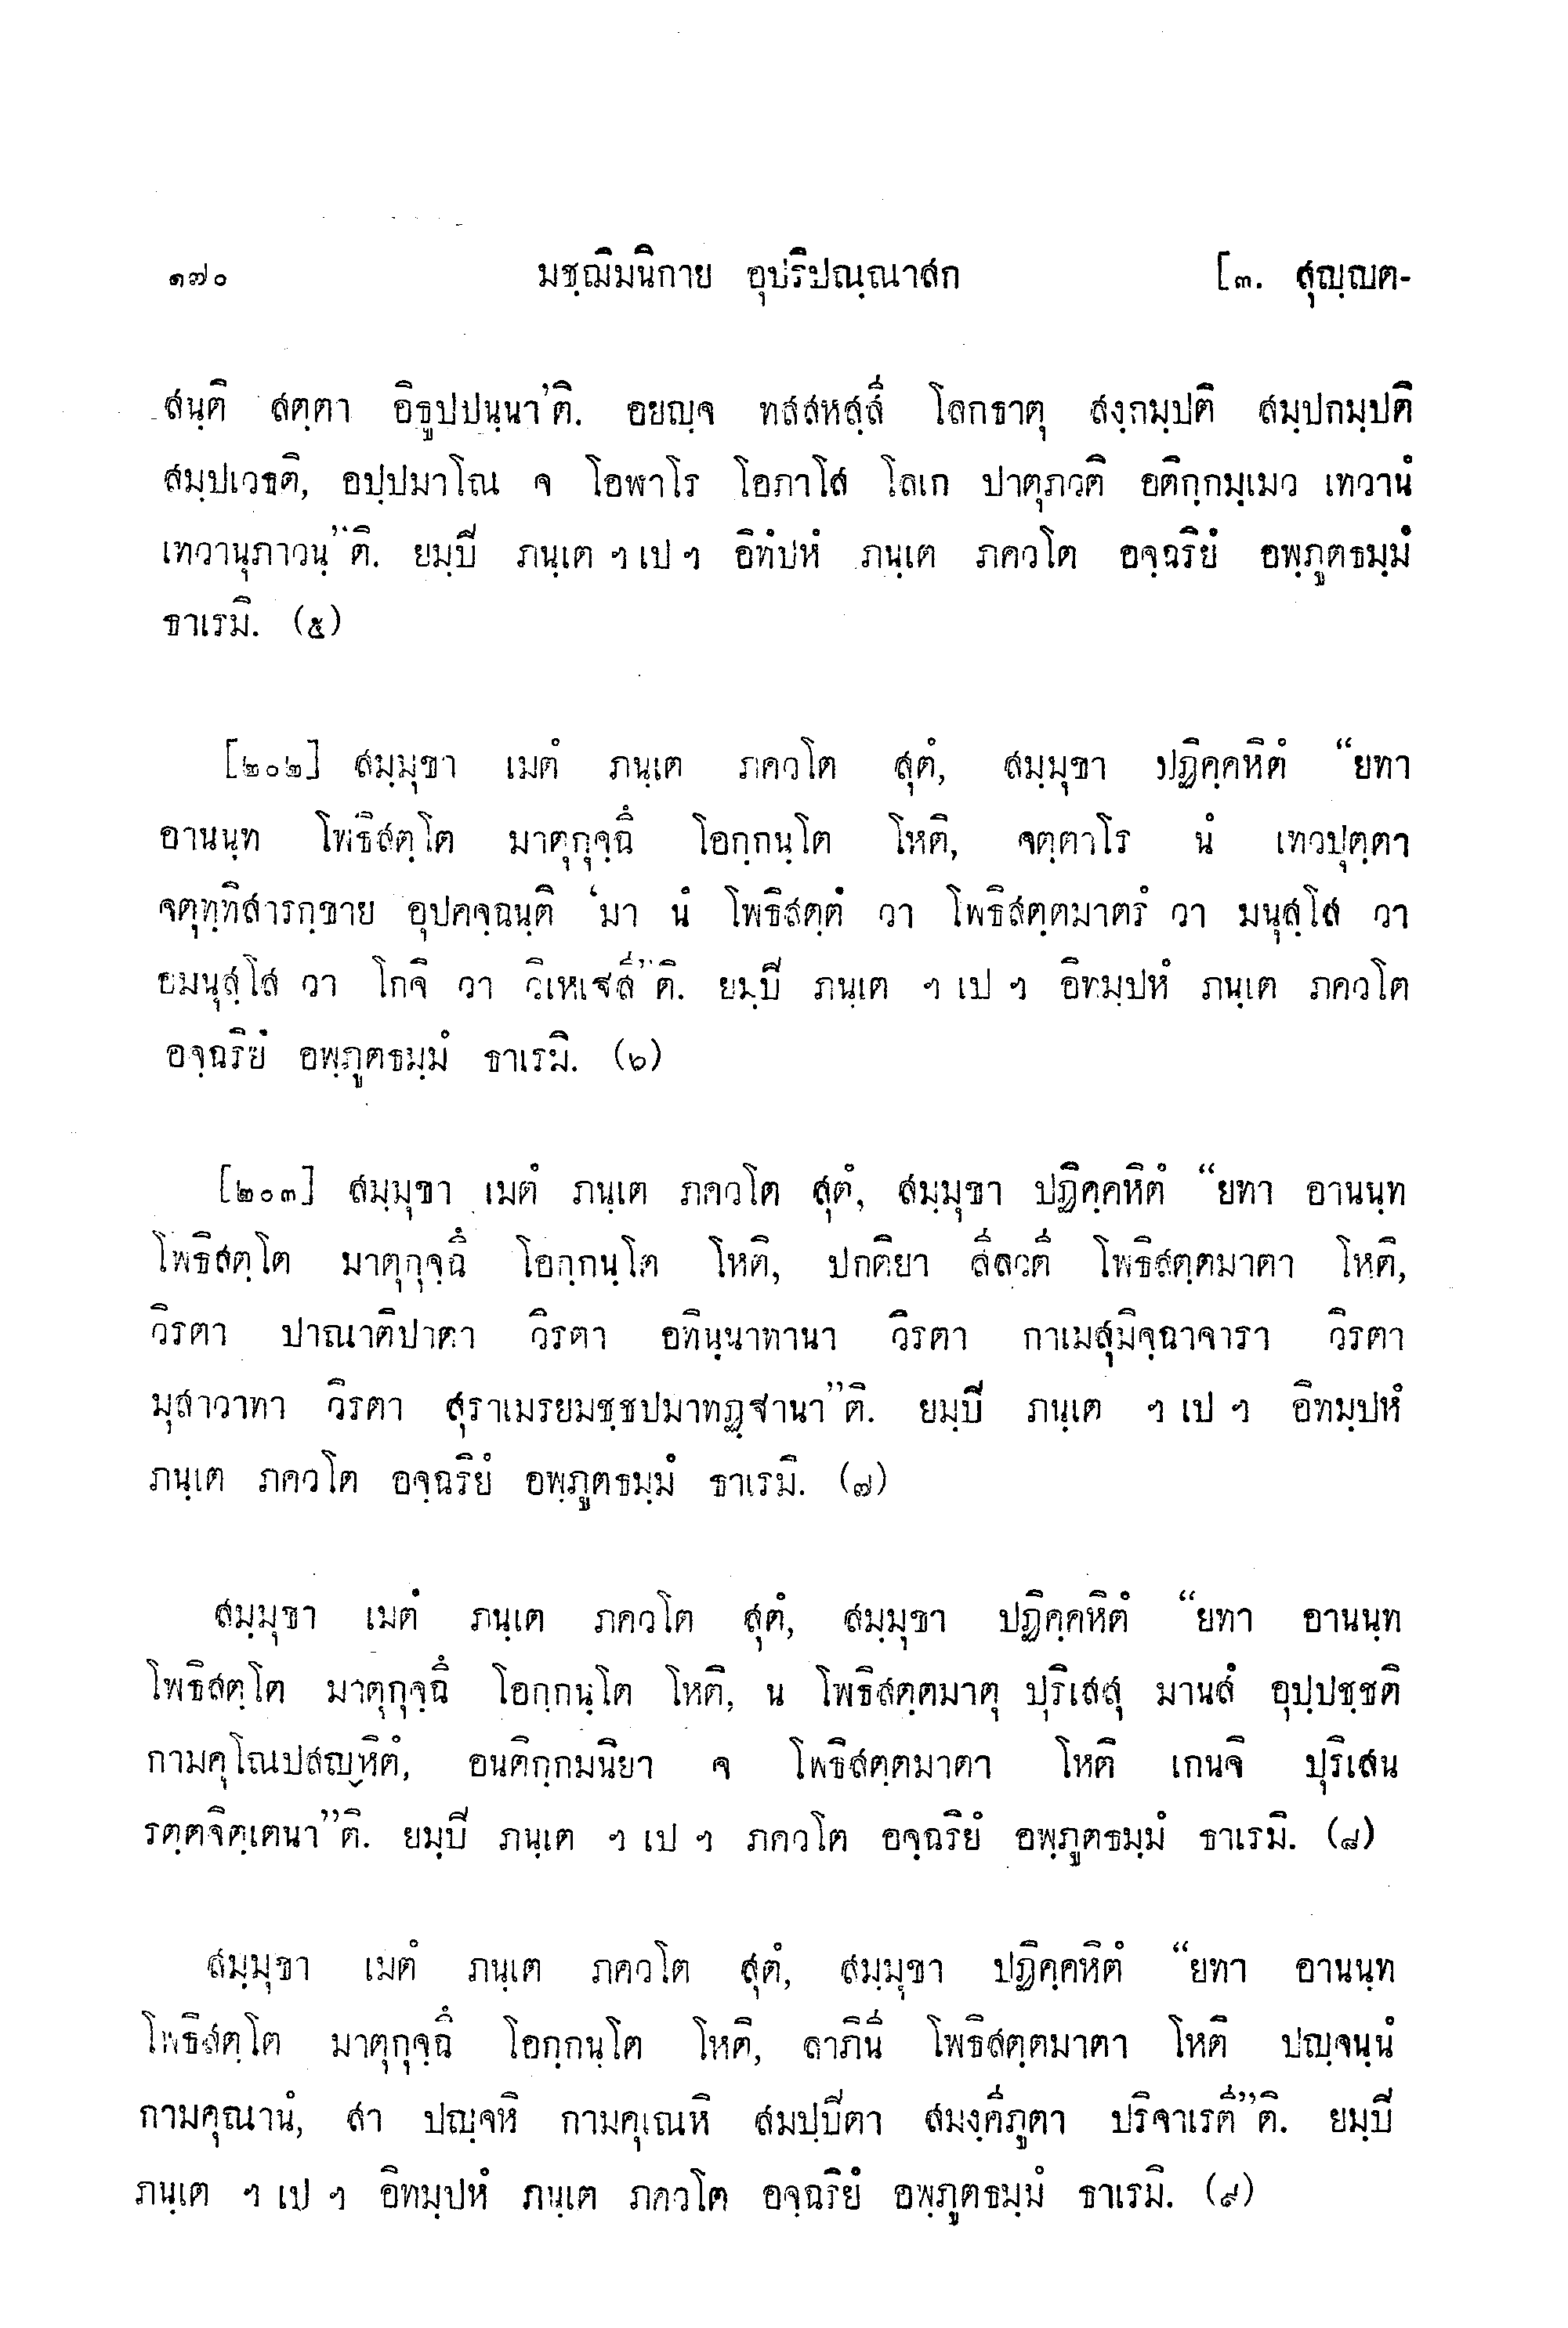 ๑๗๐ มชฺฌิมนิกาย อุปริปณฺณาสก [๓. สุญฺญต-
สนฺติ สตฺตา อิธูปปนฺนา’ติ. อยญฺจ ทสสหสฺสี โลกธาตุ สงฺกมฺปติ สมฺปกมฺปติ
สมฺปเวธติ, อปฺปมาโณ จ โอฬาโร โอภาโส โลเก ปาตุภวติ อติกฺกมฺเมว เทวานํ
เทวานุภาวนฺ”ติ. ยมฺปี ภนฺเต ฯ เป ฯ อิทํปหํ ภนฺเต ภควโต อจฺฉริยํ อพฺภูตธมฺมํ
ธาเรมิ. (๕)
[๒๐๒] สมฺมุขา เมตํ ภนฺเต ภควโต สุตํ, สมฺมุขา ปฏิคฺคหิตํ “ยทา
อานนฺท โพธิสตฺโต มาตุกุจฺฉึ โอกฺกนฺโต โหติ, จตฺตาโร นํ เทวปุตฺตา
จตุทฺทิสารกฺขาย อุปคจฺฉนฺติ ‘มา นํ โพธิสตฺตํ วา โพธิสตฺตมาตรํ วา มนุสฺโส วา
อมนุสฺโส วา โกจิ วา วิเหเฐสี’”ติ. ยมฺปี ภนฺเต ฯ เป ฯ อิทมฺปหํ ภนฺเต ภควโต
อจฺฉริยํ อพฺภูตธมฺมํ ธาเรมิ. (๖)
[๒๐๓] สมฺมุขา เมตํ ภนฺเต ภควโต สุตํ, สมฺมุขา ปฏิคฺคหิตํ “ยทา อานนฺท
โพธิสตฺโต มาตุกุจฺฉึ โอกฺกนฺโต โหติ, ปกติยา สีลวตี โพธิสตฺตมาตา โหติ,
วิรตา ปาณาติปาตา วิรตา อทินฺนาทานา วิรตา กาเมสุมิจฺฉาจารา วิรตา
มุสาวาทา วิรตา สุราเมรยมชฺชปมาทฏฺฐานา”ติ. ยมฺปี ภนฺเต ฯ เป ฯ อิทมฺปหํ
ภนฺเต ภควโต อจฺฉริยํ อพฺภูตธมฺมํ ธาเรมิ. (๗)
สมฺมุขา เมตํ ภนฺเต ภควโต สุตํ, สมฺมุขา ปฏิคฺคหิตํ “ยทา อานนฺท
โพธิสตฺโต มาตุกุจฺฉึ โอกฺกนฺโต โหติ, น โพธิสตฺตมาตุ ปุริเสสุ มานสํ อุปฺปชฺชติ
กามคุโณปสญฺหิตํ, อนติกฺกมนียา จ โพธิสตฺตมาตา โหติ เกนจิ ปุริเสน
รตฺตจิตฺเตนา”ติ. ยมฺปี ภนฺเต ฯ เป ฯ ภควโต อจฺฉริยํ อพฺภูตธมฺมํ ธาเรมิ. (๘)
สมฺมุขา เมตํ ภนฺเต ภควโต สุตํ, สมฺมุขา ปฏิคฺคหิตํ “ยทา อานนฺท
โพธิสตฺโต มาตุกุจฺฉึ โอกฺกนฺโต โหติ, ลาภินี โพธิสตฺตมาตา โหติ ปญฺจนฺนํ
กามคุณานํ, สา ปญฺจหิ กามคุเณหิ สมปฺปีตา สมงฺคีภูตา ปริจาเรตี”ติ. ยมฺปี
ภนฺเต ฯ เป ฯ อิทมฺปหํ ภนฺเต ภควโต อจฺฉริยํ อพฺภูตธมฺมํ ธาเรมิ. (๙)